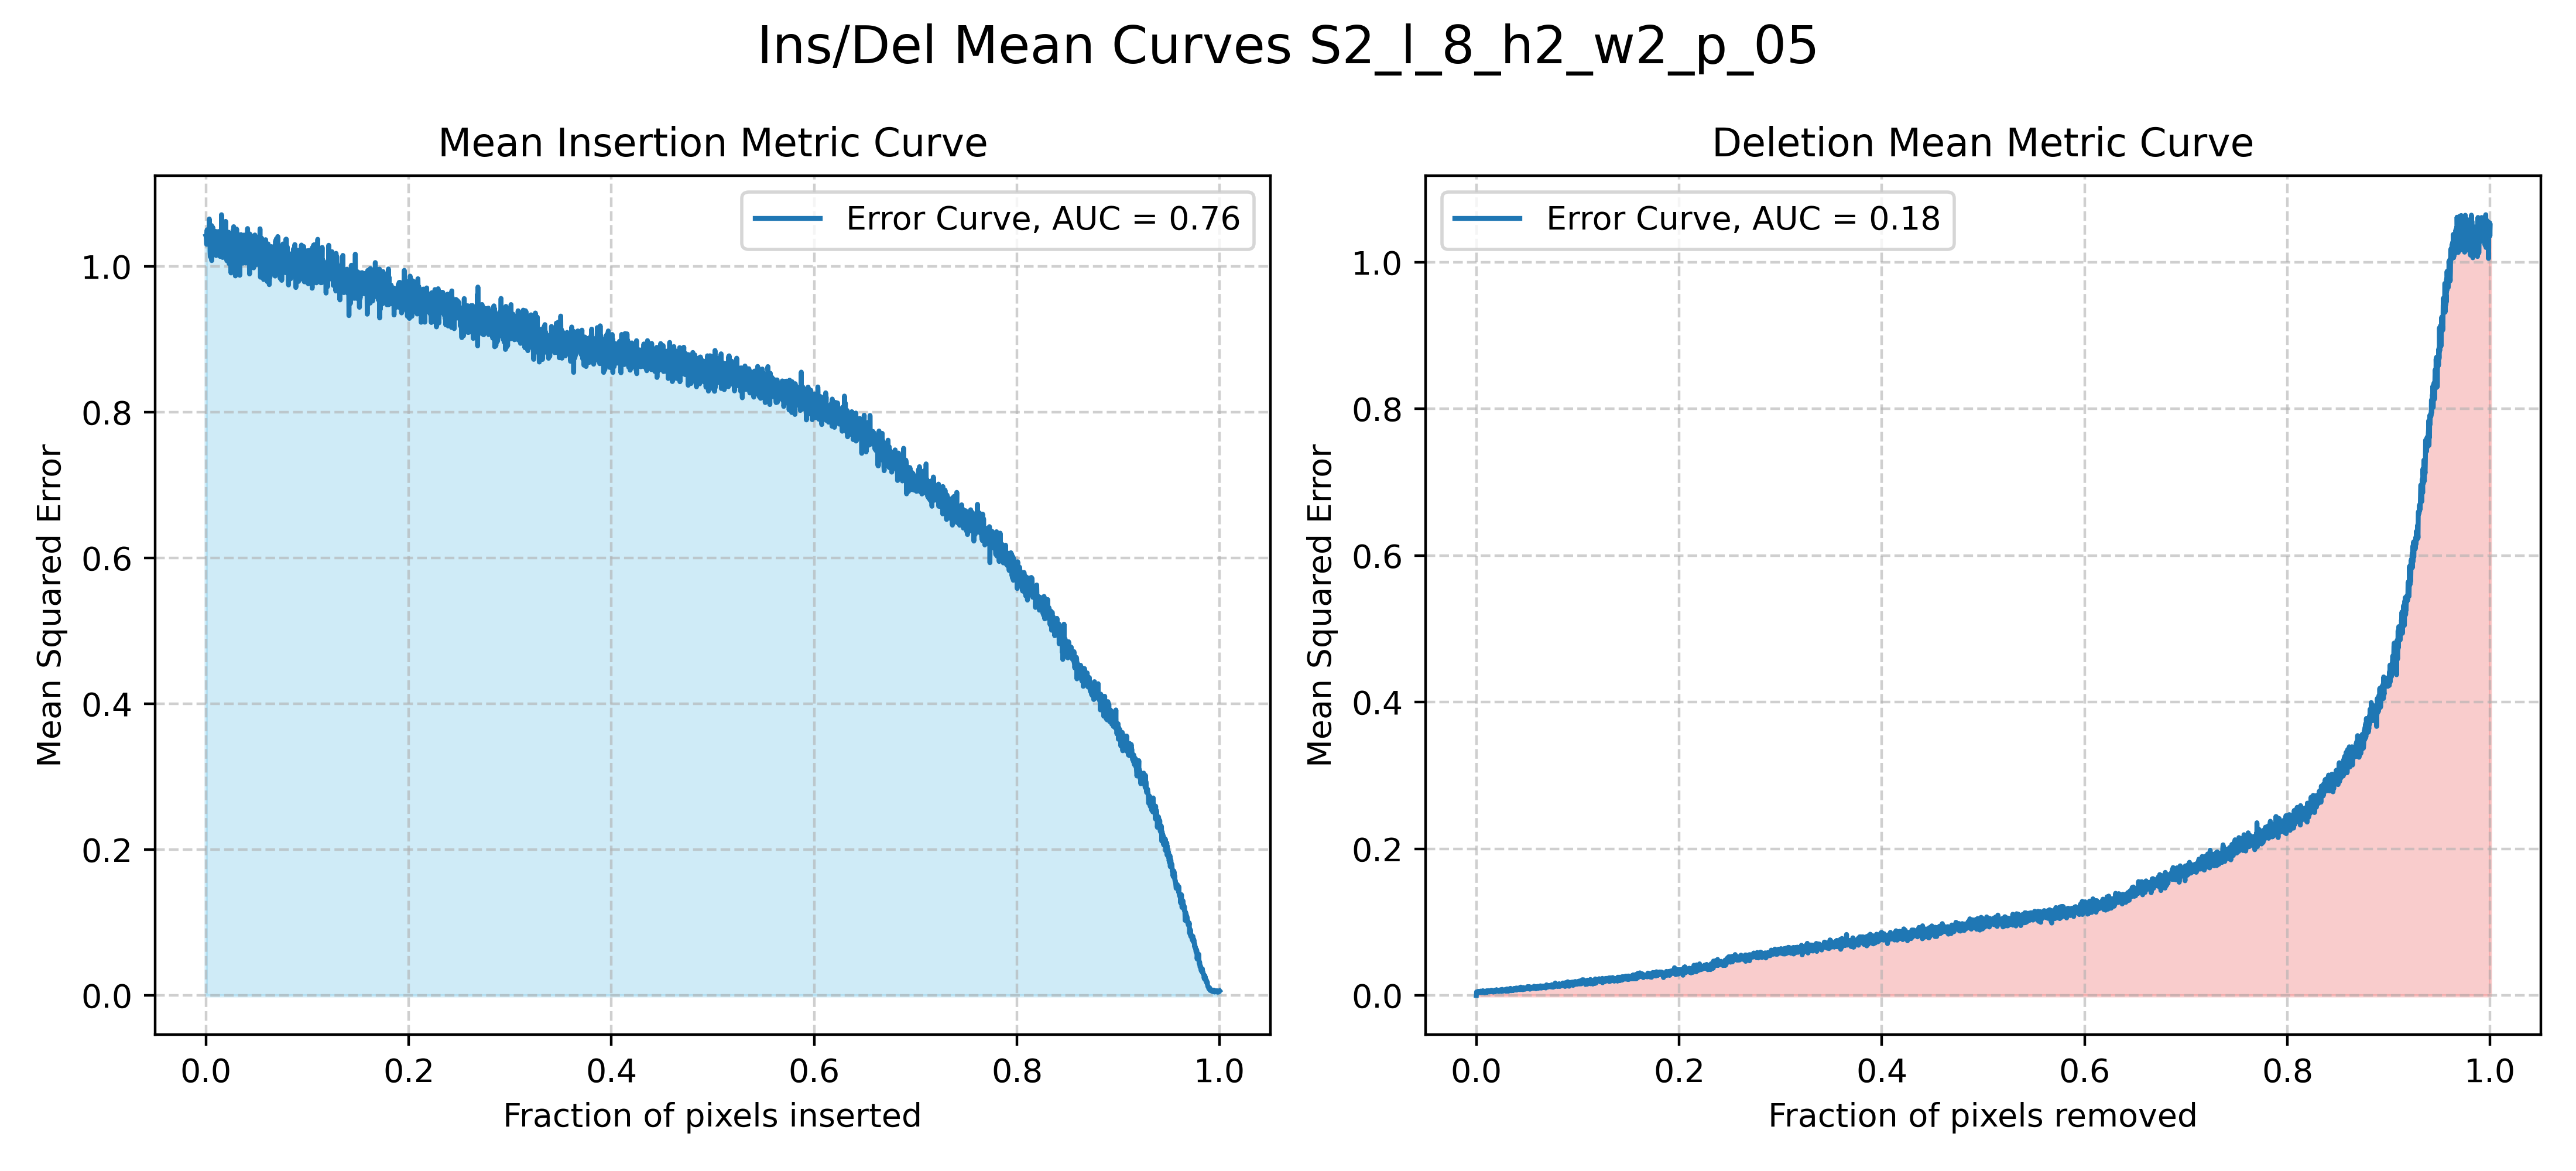 Ins/Del Mean Curves S2_l_8_h2_w2_p_05
Mean Insertion Metric Curve
Error Curve, AUC = 0.76
Mean Squared Error
1.0
0.8
0.6
0.4
0.2
0.0
0.0 0.2 0.4 0.6 0.8 1.0
Fraction of pixels inserted
Deletion Mean Metric Curve
Error Curve, AUC = 0.18
Mean Squared Error
1.0
0.8
0.6
0.4
0.2
0.0
0.0 0.2 0.4 0.6 0.8 1.0
Fraction of pixels removed